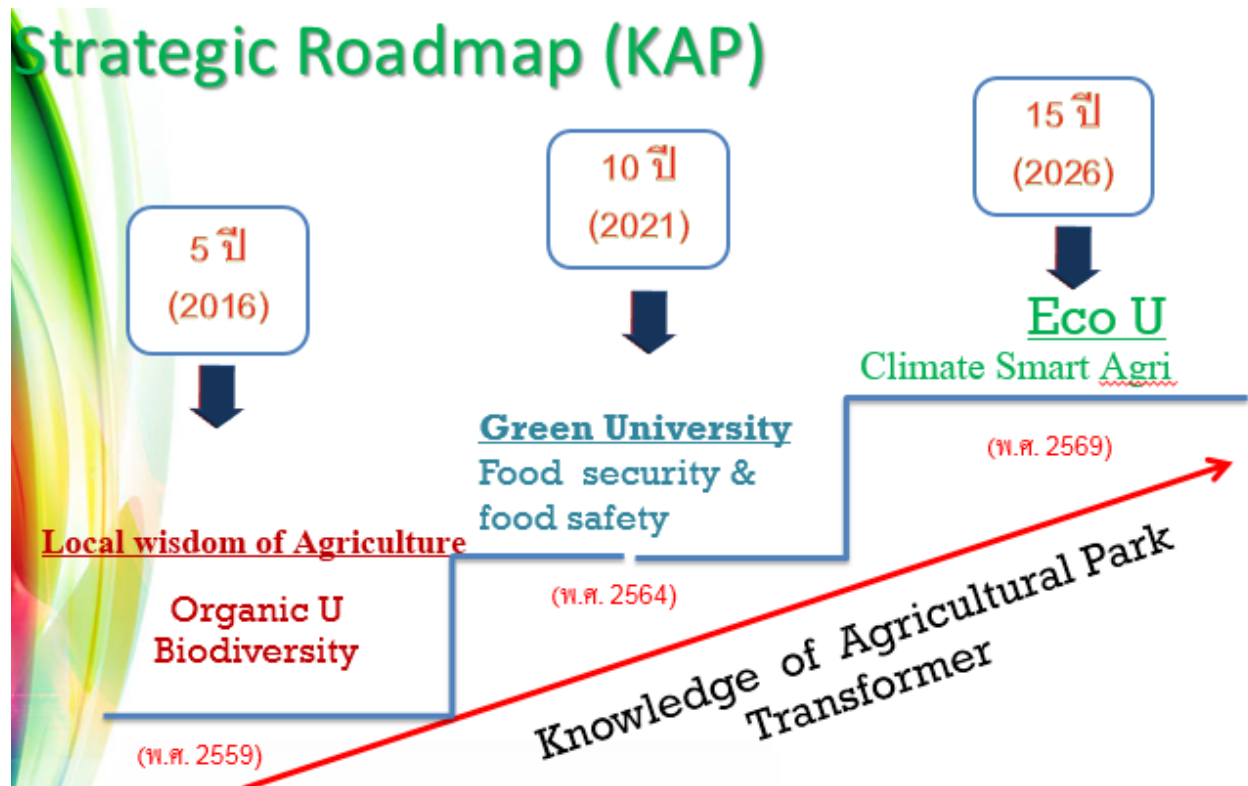 Strategic Roadmap (KAP)
5 ปี
(2016)
10 ปี
(2021)
15 ปี
(2026)
Local wisdom of Agriculture
Organic U
Biodiversity
(พ.ศ. 2559)
Green University
Food security &
food safety
(พ.ศ. 2564)
Eco U
Climate Smart Agri
(พ.ศ. 2569)
Knowledge of Agricultural Park
Transformer